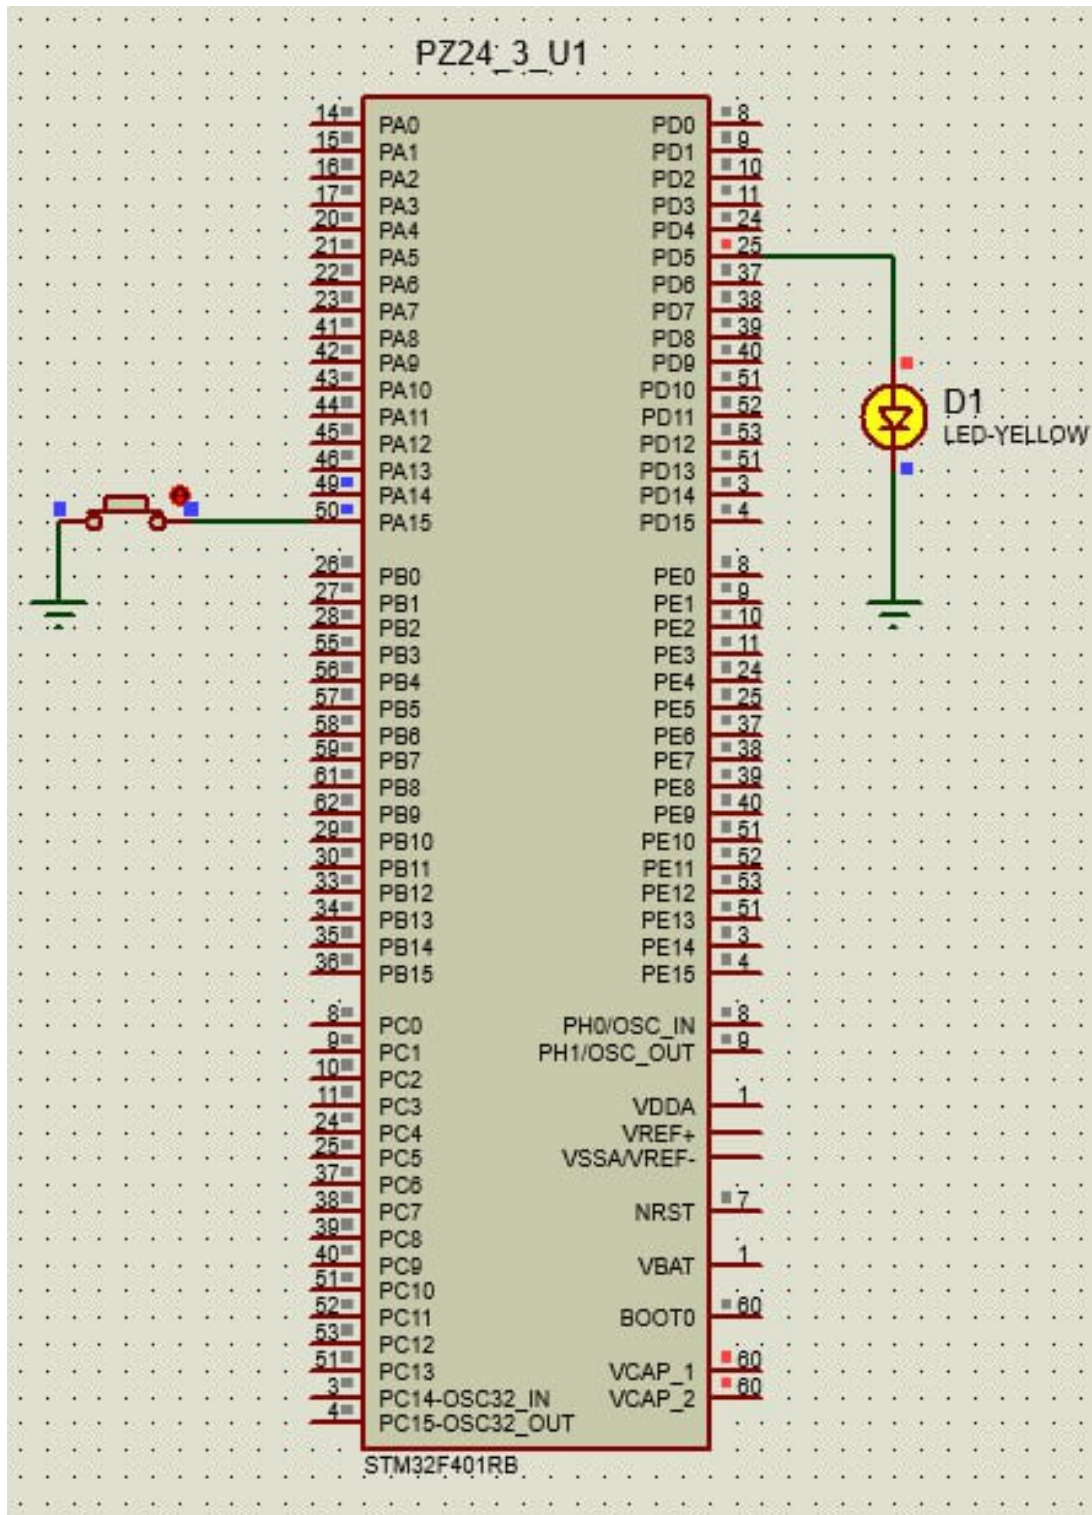 PZ24_3_U1
14 PA0 PD0 8
15 PA1 PD1 9
16 PA2 PD2 10
17 PA3 PD3 11
20 PA4 PD4 24
21 PA5 PD5 25
22 PA6 PD6 37
23 PA7 PD7 38
41 PA8 PD8 39
42 PA9 PD9 40
43 PA10 PD10 51
44 PA11 PD11 52
45 PA12 PD12 53
46 PA13 PD13 51
49 PA14 PD14 3
50 PA15 PD15 4
D1
LED-YELLOW
26 PB0 PE0 8
27 PB1 PE1 9
28 PB2 PE2 10
55 PB3 PE3 11
56 PB4 PE4 24
57 PB5 PE5 25
58 PB6 PE6 37
59 PB7 PE7 38
61 PB8 PE8 39
62 PB9 PE9 40
29 PB10 PE10 51
30 PB11 PE11 52
33 PB12 PE12 53
34 PB13 PE13 51
35 PB14 PE14 3
36 PB15 PE15 4
8 PC0 PH0/OSC_IN 8
9 PC1 PH1/OSC_OUT 9
10 PC2
11 PC3 VDDA 1
24 PC4 VREF+
25 PC5 VSSA/VREF-
37 PC6
38 PC7 NRST 7
39 PC8
40 PC9 VBAT 1
51 PC10
52 PC11 BOOT0 60
53 PC12
51 PC13 VCAP_1 60
3 PC14-OSC32_IN VCAP_2 60
4 PC15-OSC32_OUT
STM32F401RB